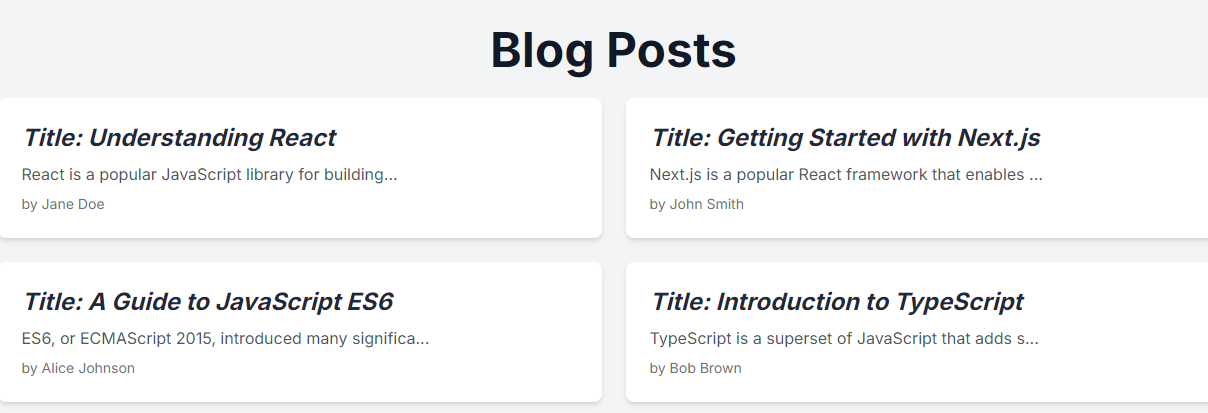 Blog Posts
Title: Understanding React
React is a popular JavaScript library for building...
by Jane Doe
Title: Getting Started with Next.js
Next.js is a popular React framework that enables ...
by John Smith
Title: A Guide to JavaScript ES6
ES6, or ECMAScript 2015, introduced many significa...
by Alice Johnson
Title: Introduction to TypeScript
TypeScript is a superset of JavaScript that adds s...
by Bob Brown